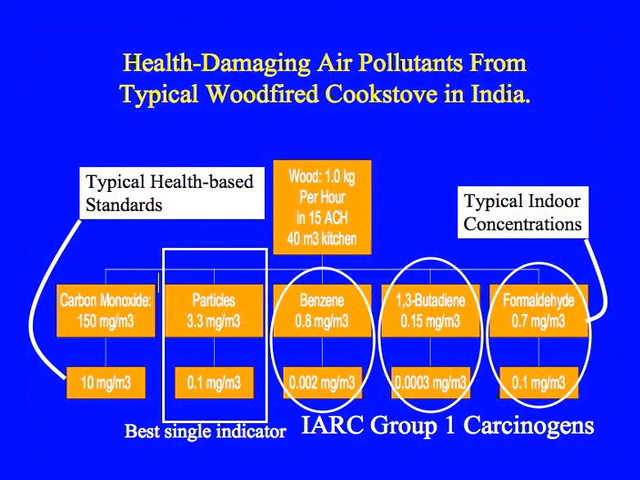 Health-Damaging Air Pollutants From
Typical Woodfired Cookstove in India.
Typical Health-based
Standards
Wood: 1.0 kg
Per Hour
in 15 ACH
40 m3 kitchen
Typical Indoor
Concentrations
Carbon Monoxide:
150 mg/m3
Particles
3.3 mg/m3
Benzene
0.8 mg/m3
1,3-Butadiene
0.15 mg/m3
Formaldehyde
0.7 mg/m3
10 mg/m3
0.1 mg/m3
0.002 mg/m3
0.0003 mg/m3
0.1 mg/m3
Best single indicator
IARC Group 1 Carcinogens